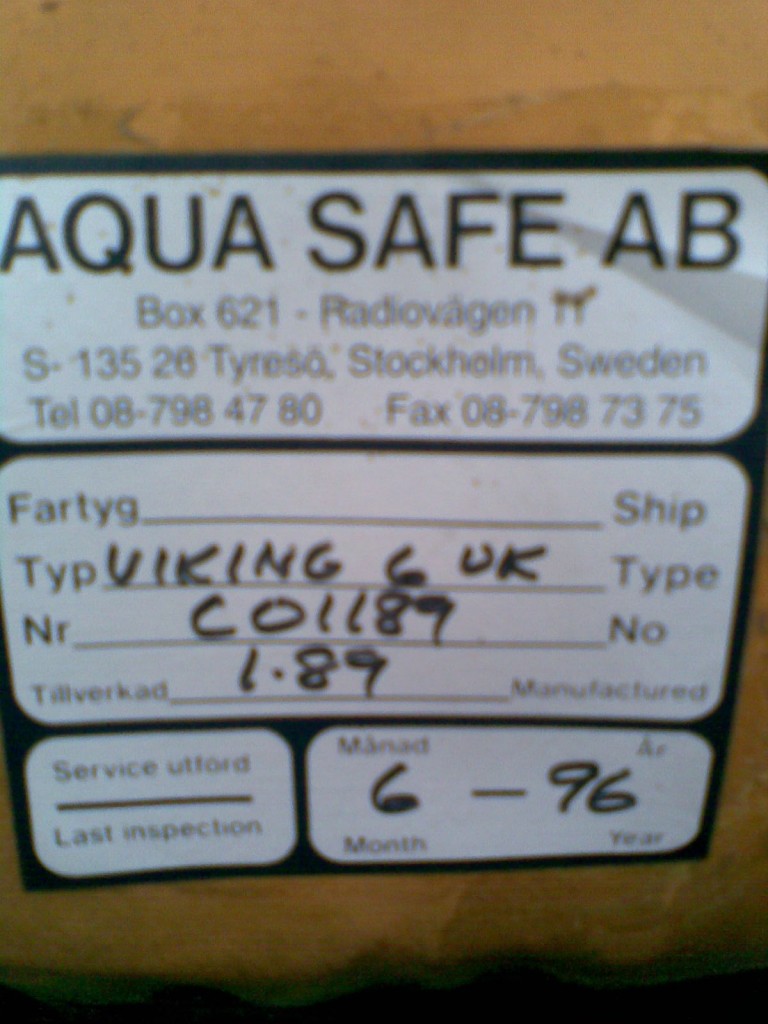 AQUA SAFE AB
Box 621 - Radiovägen 11
S- 135 26 Tyresö, Stockholm, Sweden
Tel 08-798 47 80 Fax 08-798 73 75
Fartyg Ship
Typ VIKING 6 UK Type
Nr C01189 No
Tillverkad 1.89 Manufactured
Service utförd
Last inspection
Månad År
6 - 96
Month Year